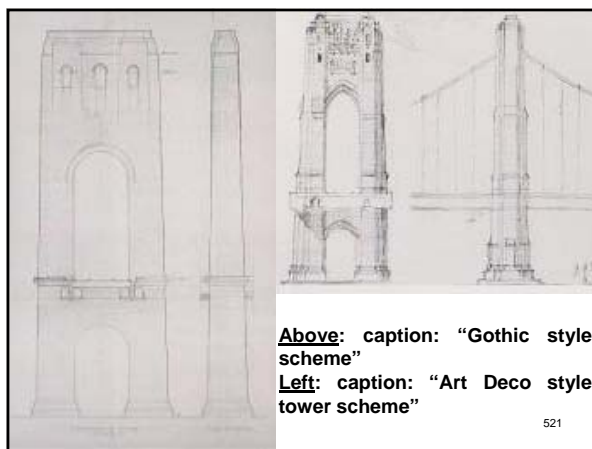 Above: caption: “Gothic style
scheme”
Left: caption: “Art Deco style
tower scheme”
521